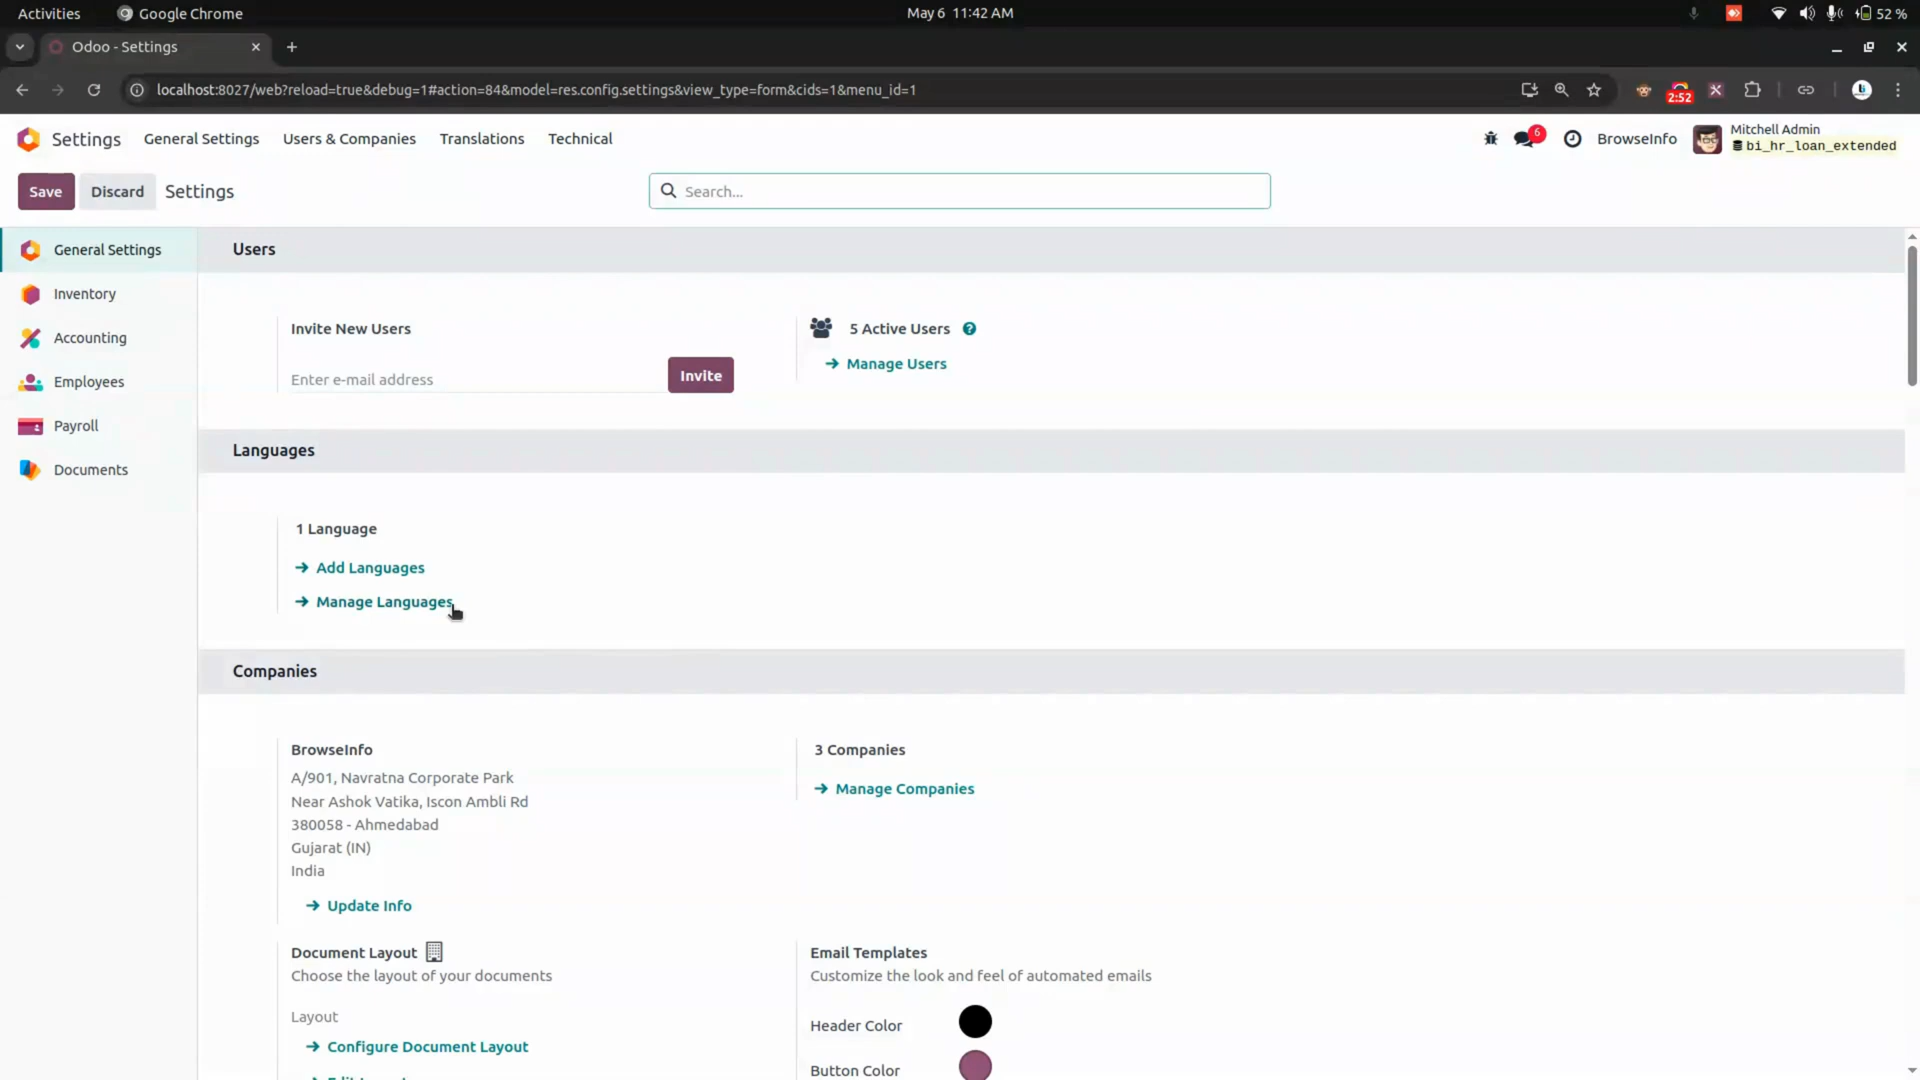 Activities
Google Chrome
May 6 11:42 AM
52 %
Odoo - Settings
localhost:8027/web?reload=true&debug=1#action=84&model=res.config.settings&view_type=form&cids=1&menu_id=1
2:52
Settings
General Settings
Users & Companies
Translations
Technical
6
BrowseInfo
Mitchell Admin
bi_hr_loan_extended
Save
Discard
Settings
Search...
General Settings
Inventory
Accounting
Employees
Payroll
Documents
Users
Invite New Users
Enter e-mail address
Invite
5 Active Users
Manage Users
Languages
1 Language
Add Languages
Manage Languages
Companies
BrowseInfo
A/901, Navratna Corporate Park
Near Ashok Vatika, Iscon Ambli Rd
380058 - Ahmedabad
Gujarat (IN)
India
Update Info
3 Companies
Manage Companies
Document Layout
Choose the layout of your documents
Layout
Configure Document Layout
Email Templates
Customize the look and feel of automated emails
Header Color
Button Color